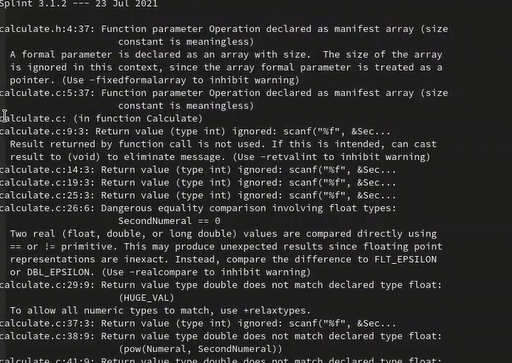 Splint 3.1.2 --- 23 Jul 2021
calculate.h:4:37: Function parameter Operation declared as manifest array (size
constant is meaningless)
A formal parameter is declared as an array with size.  The size of the array
is ignored in this context, since the array formal parameter is treated as a
pointer. (Use -fixedformalarray to inhibit warning)
calculate.c:5:37: Function parameter Operation declared as manifest array (size
constant is meaningless)
calculate.c: (in function Calculate)
calculate.c:9:3: Return value (type int) ignored: scanf("%f", &Sec...
Result returned by function call is not used. If this is intended, can cast
result to (void) to eliminate message. (Use -retvalint to inhibit warning)
calculate.c:14:3: Return value (type int) ignored: scanf("%f", &Sec...
calculate.c:19:3: Return value (type int) ignored: scanf("%f", &Sec...
calculate.c:25:3: Return value (type int) ignored: scanf("%f", &Sec...
calculate.c:26:6: Dangerous equality comparison involving float types:
SecondNumeral == 0
Two real (float, double, or long double) values are compared directly using
== or != primitive. This may produce unexpected results since floating point
representations are inexact. Instead, compare the difference to FLT_EPSILON
or DBL_EPSILON. (Use -realcompare to inhibit warning)
calculate.c:29:9: Return value type double does not match declared type float:
(HUGE_VAL)
To allow all numeric types to match, use +relaxtypes.
calculate.c:37:3: Return value (type int) ignored: scanf("%f", &Sec...
calculate.c:38:9: Return value type double does not match declared type float:
(pow(Numeral, SecondNumeral))
calculate.c:41:9: Return value type double does not match declared type float: